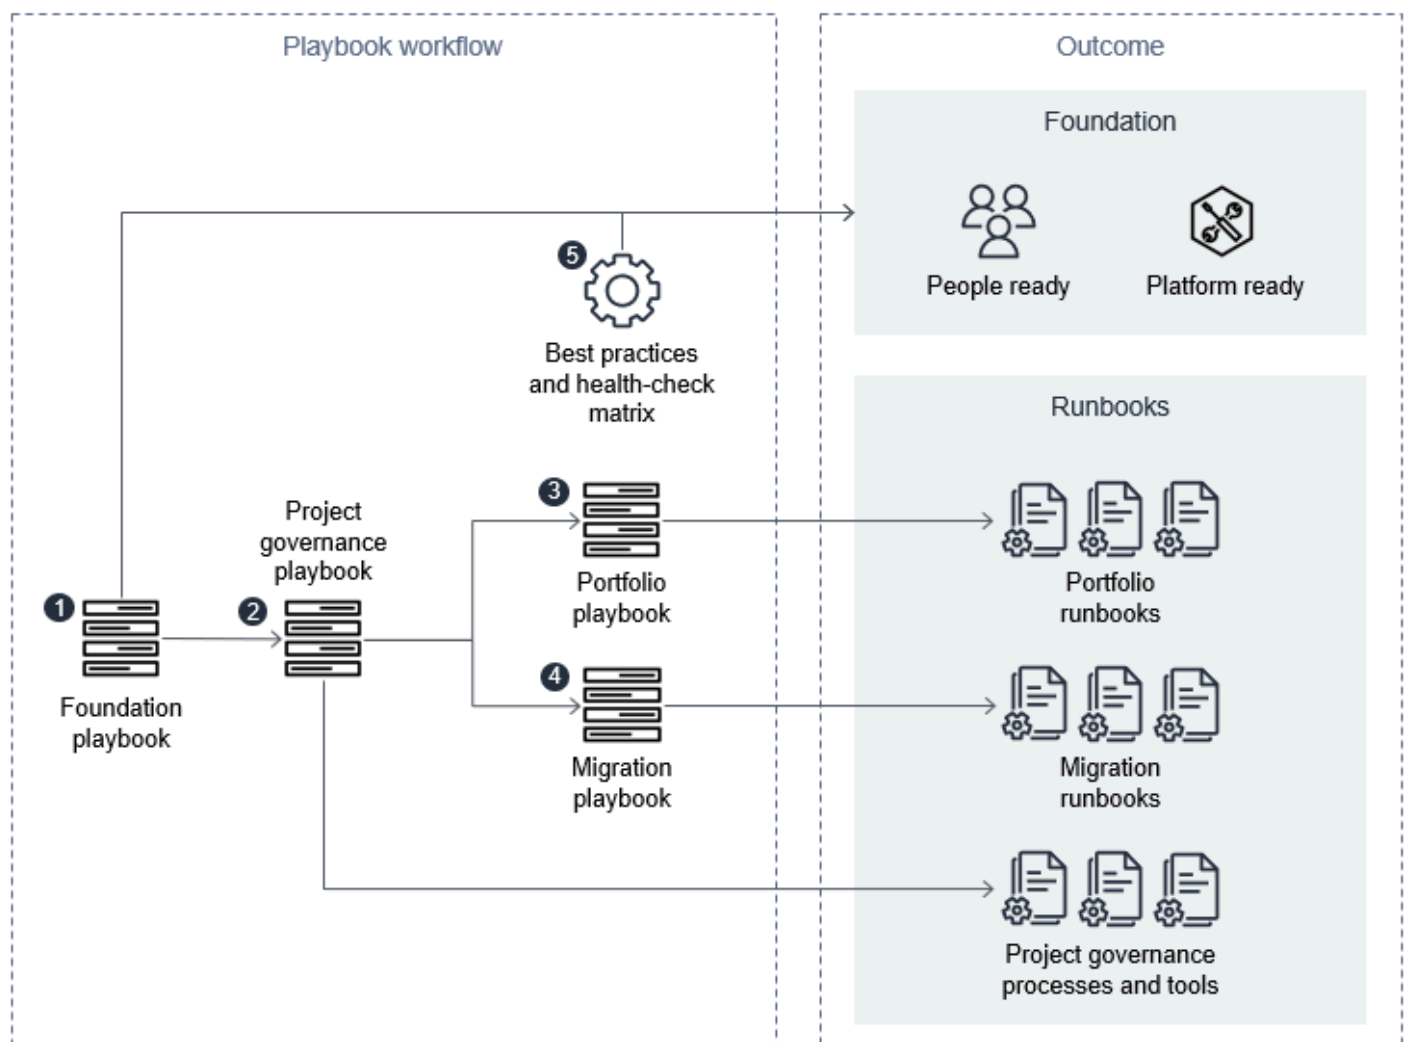 Playbook workflow
Outcome
Foundation
People ready
Platform ready
5
Best practices
and health-check
matrix
Runbooks
1
Foundation
playbook
2
Project
governance
playbook
3
Portfolio
playbook
Portfolio
runbooks
4
Migration
playbook
Migration
runbooks
Project governance
processes and tools